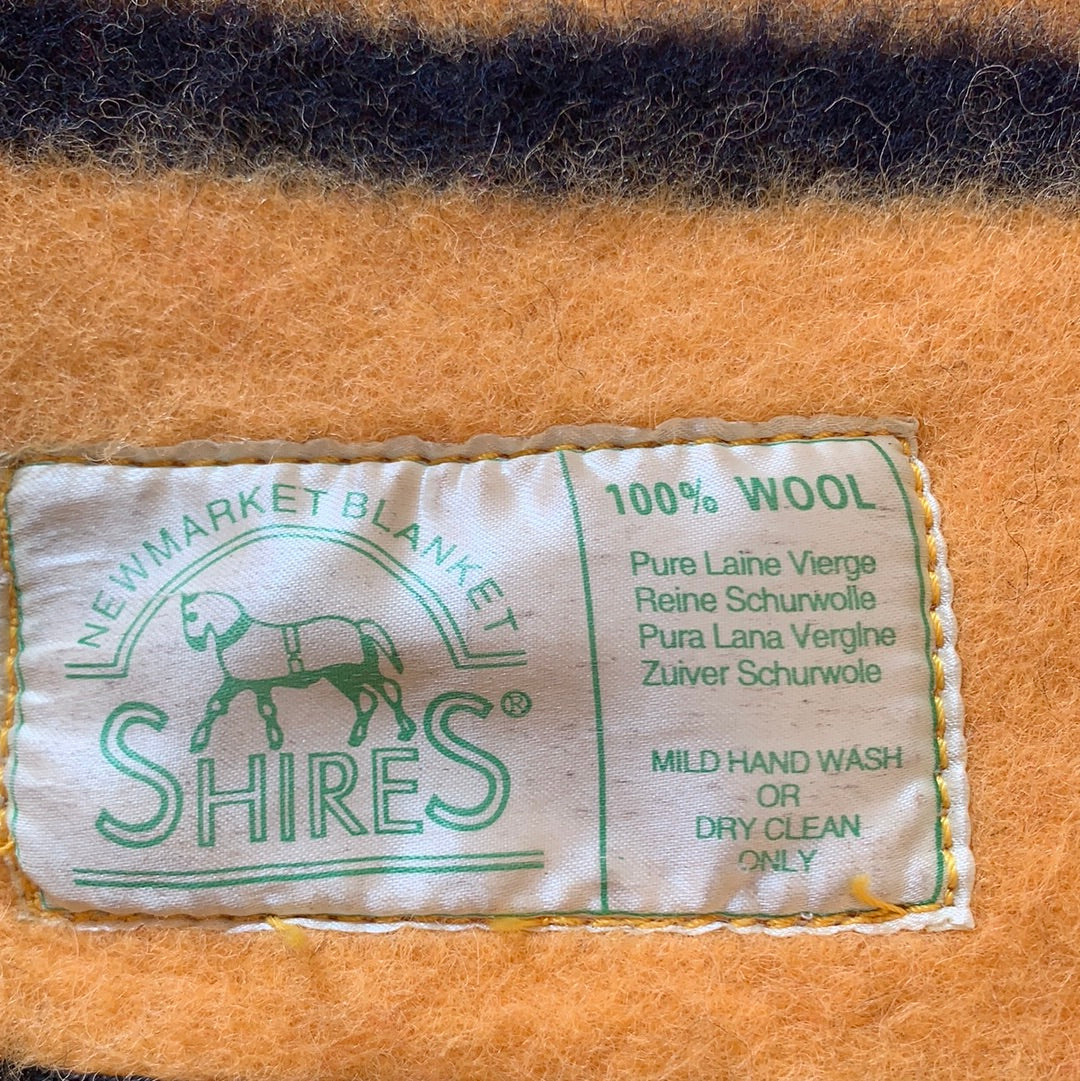 NEWMARKET BLANKET
SHIRES®
100% WOOL
Pure Laine Vierge
Reine Schurwolle
Pura Lana VergIne
Zuiver Schurwole
MILD HAND WASH
OR
DRY CLEAN
ONLY